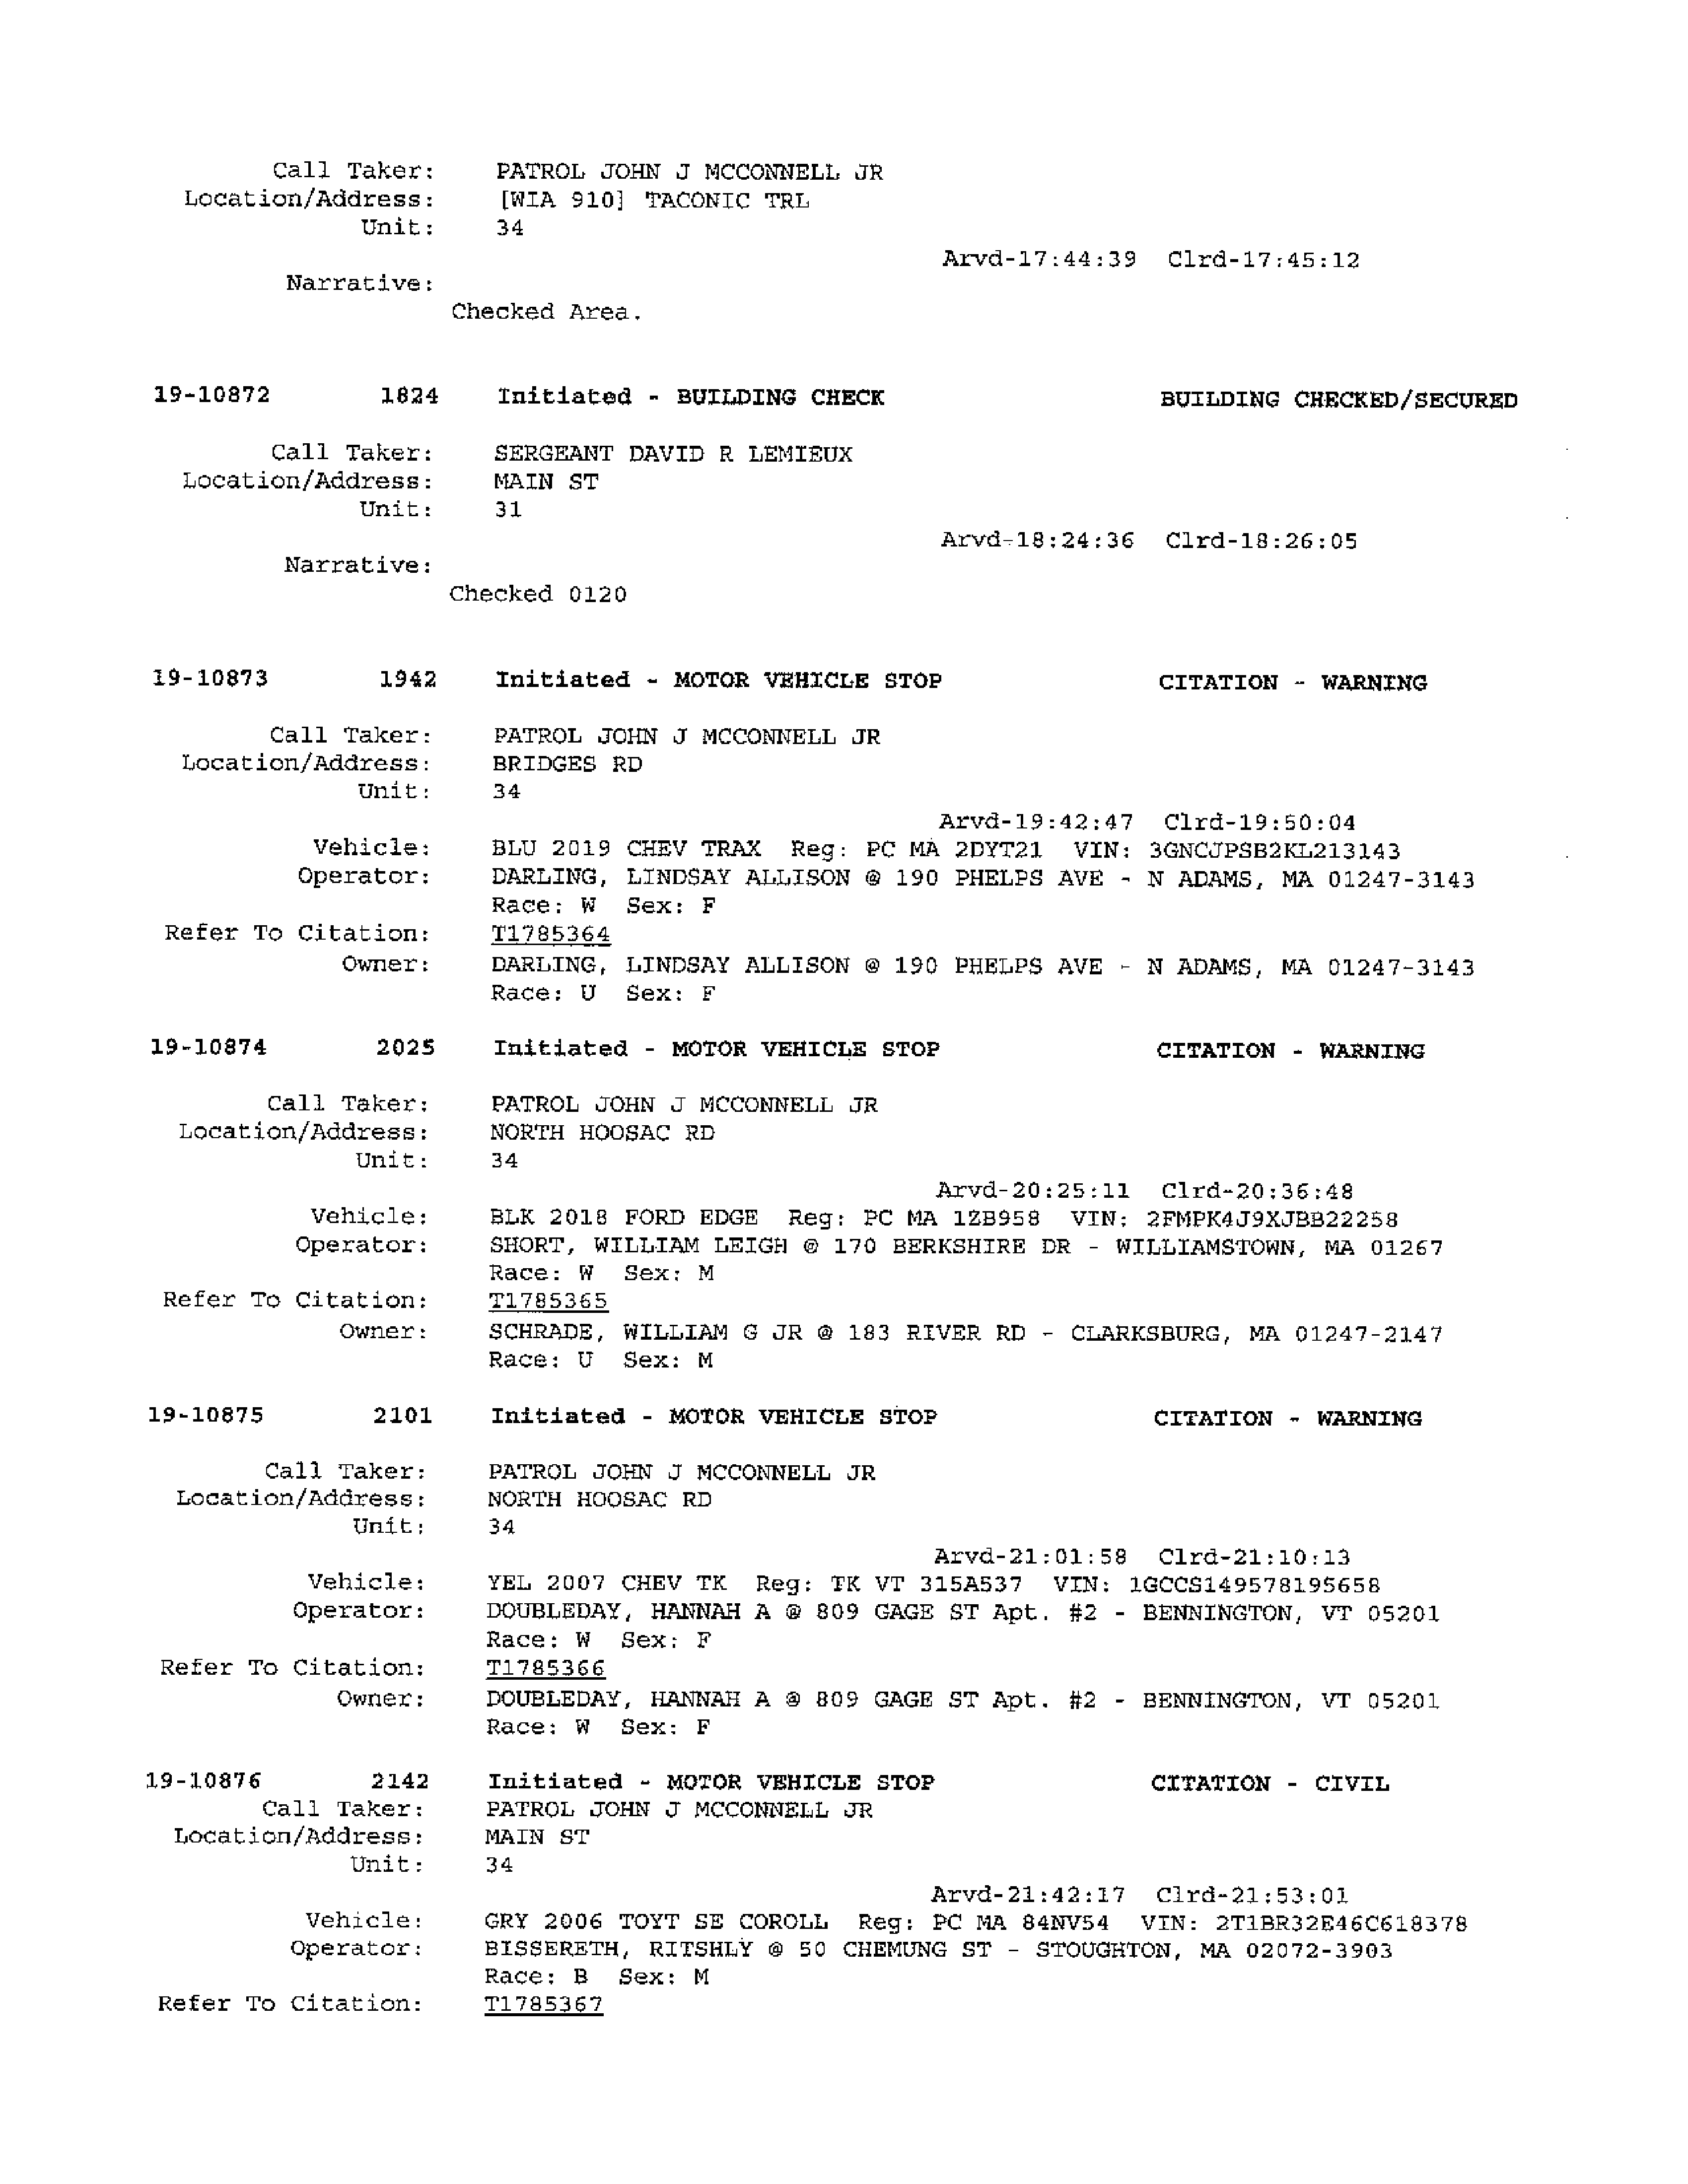 Call Taker: PATROL JOHN J MCCONNELL JR
Location/Address: [WIA 910] TACONIC TRL
Unit: 34
Arvd-17:44:39 Clrd-17:45:12
Narrative:
Checked Area.
19-10872 1824 Initiated - BUILDING CHECK BUILDING CHECKED/SECURED
Call Taker: SERGEANT DAVID R LEMIEUX
Location/Address: MAIN ST
Unit: 31
Arvd-18:24:36 Clrd-18:26:05
Narrative:
Checked 0120
19-10873 1942 Initiated - MOTOR VEHICLE STOP CITATION - WARNING
Call Taker: PATROL JOHN J MCCONNELL JR
Location/Address: BRIDGES RD
Unit: 34
Arvd-19:42:47 Clrd-19:50:04
Vehicle: BLU 2019 CHEV TRAX Reg: PC MA 2DYT21 VIN: 3GNCJPSB2KL213143
Operator: DARLING, LINDSAY ALLISON @ 190 PHELPS AVE - N ADAMS, MA 01247-3143
Race: W Sex: F
Refer To Citation: T1785364
Owner: DARLING, LINDSAY ALLISON @ 190 PHELPS AVE - N ADAMS, MA 01247-3143
Race: U Sex: F
19-10874 2025 Initiated - MOTOR VEHICLE STOP CITATION - WARNING
Call Taker: PATROL JOHN J MCCONNELL JR
Location/Address: NORTH HOOSAC RD
Unit: 34
Arvd-20:25:11 Clrd-20:36:48
Vehicle: BLK 2018 FORD EDGE Reg: PC MA 1ZB958 VIN: 2FMPK4J9XJBB22258
Operator: SHORT, WILLIAM LEIGH @ 170 BERKSHIRE DR - WILLIAMSTOWN, MA 01267
Race: W Sex: M
Refer To Citation: T1785365
Owner: SCHRADE, WILLIAM G JR @ 183 RIVER RD - CLARKSBURG, MA 01247-2147
Race: U Sex: M
19-10875 2101 Initiated - MOTOR VEHICLE STOP CITATION - WARNING
Call Taker: PATROL JOHN J MCCONNELL JR
Location/Address: NORTH HOOSAC RD
Unit: 34
Arvd-21:01:58 Clrd-21:10:13
Vehicle: YEL 2007 CHEV TK Reg: TK VT 315A537 VIN: 1GCCS149578195658
Operator: DOUBLEDAY, HANNAH A @ 809 GAGE ST Apt. #2 - BENNINGTON, VT 05201
Race: W Sex: F
Refer To Citation: T1785366
Owner: DOUBLEDAY, HANNAH A @ 809 GAGE ST Apt. #2 - BENNINGTON, VT 05201
Race: W Sex: F
19-10876 2142 Initiated - MOTOR VEHICLE STOP CITATION - CIVIL
Call Taker: PATROL JOHN J MCCONNELL JR
Location/Address: MAIN ST
Unit: 34
Arvd-21:42:17 Clrd-21:53:01
Vehicle: GRY 2006 TOYT SE COROLL Reg: PC MA 84NV54 VIN: 2T1BR32E46C618378
Operator: BISSERETH, RITSHLY @ 50 CHEMUNG ST - STOUGHTON, MA 02072-3903
Race: B Sex: M
Refer To Citation: T1785367